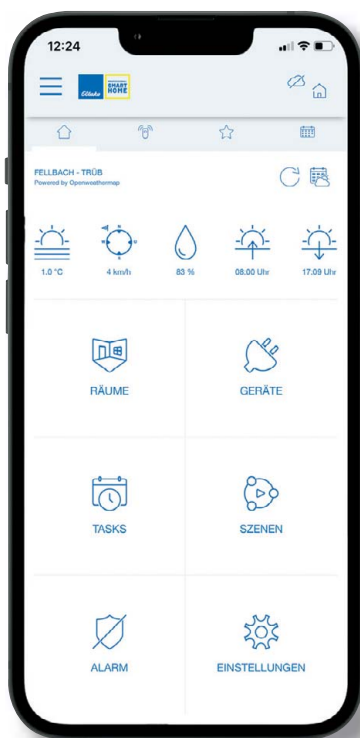 12:24
Eltako SMART HOME
FELLBACH - TRÜB
Powered by Openweathermap
1.0 °C 4 km/h 83 % 08.00 Uhr 17.09 Uhr
RÄUME GERÄTE
TASKS SZENEN
ALARM EINSTELLUNGEN